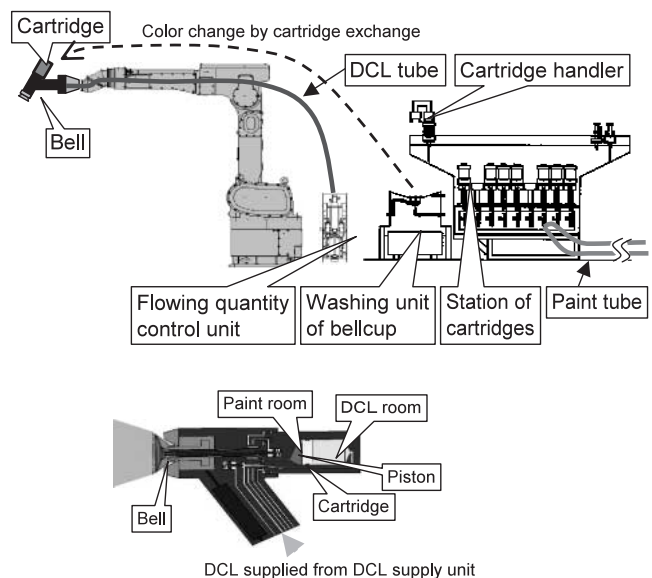 Cartridge
Color change by cartridge exchange
DCL tube
Cartridge handler
Bell
Flowing quantity
control unit
Washing unit
of bellcup
Station of
cartridges
Paint tube
Paint room
DCL room
Piston
Cartridge
Bell
DCL supplied from DCL supply unit